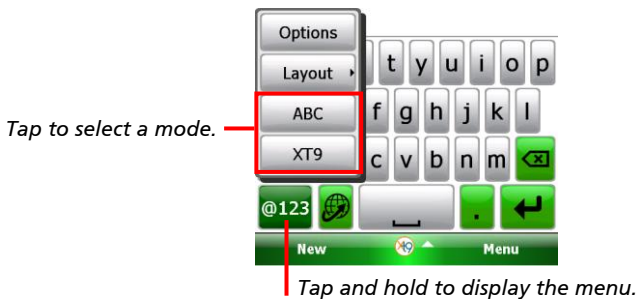 Options
Layout
t y u i o p
Tap to select a mode.
ABC
f g h j k l
XT9
c v b n m
@123
.
New
Menu
Tap and hold to display the menu.